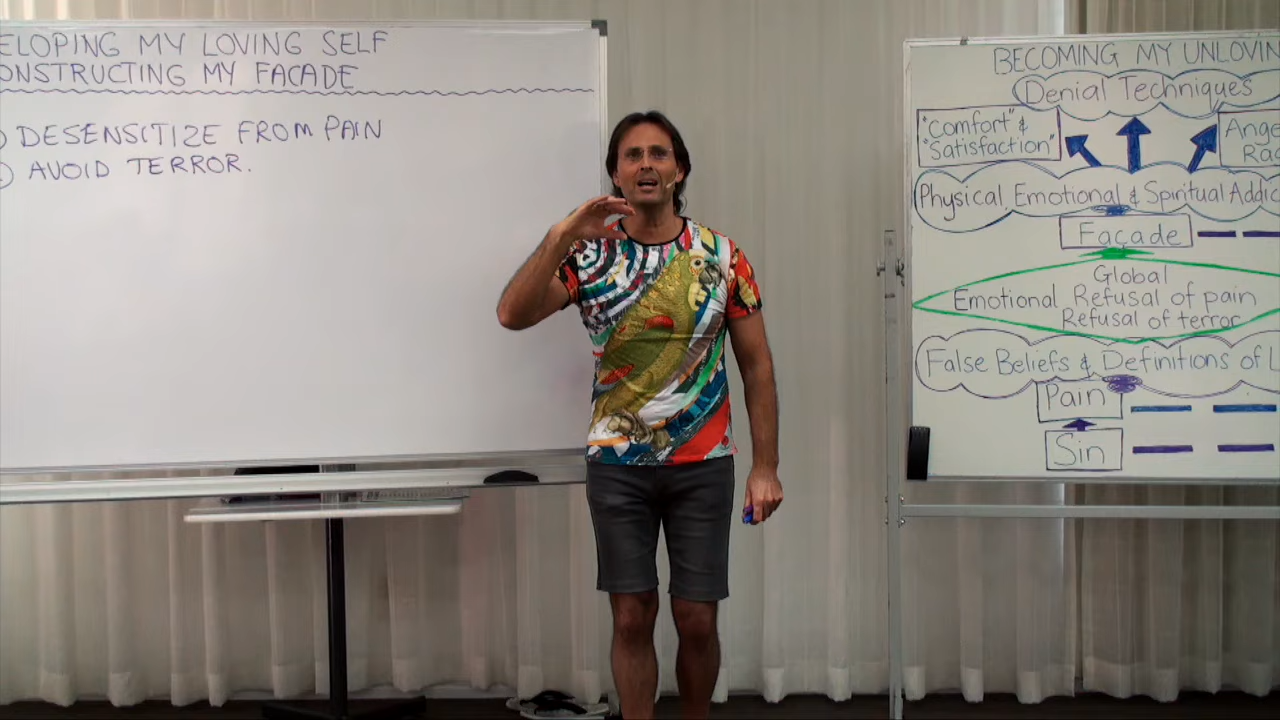 ELOPING MY LOVING SELF
ONSTRUCTING MY FACADE
) DESENSITIZE FROM PAIN
) AVOID TERROR.
BECOMING MY UNLOVIN
Denial Techniques
"Comfort" &
"Satisfaction"
Ange
Ra
Physical, Emotional & Spiritual Addic
Façade
Global
Emotional Refusal of pain
Refusal of terror
False Beliefs & Definitions of L
Pain
Sin